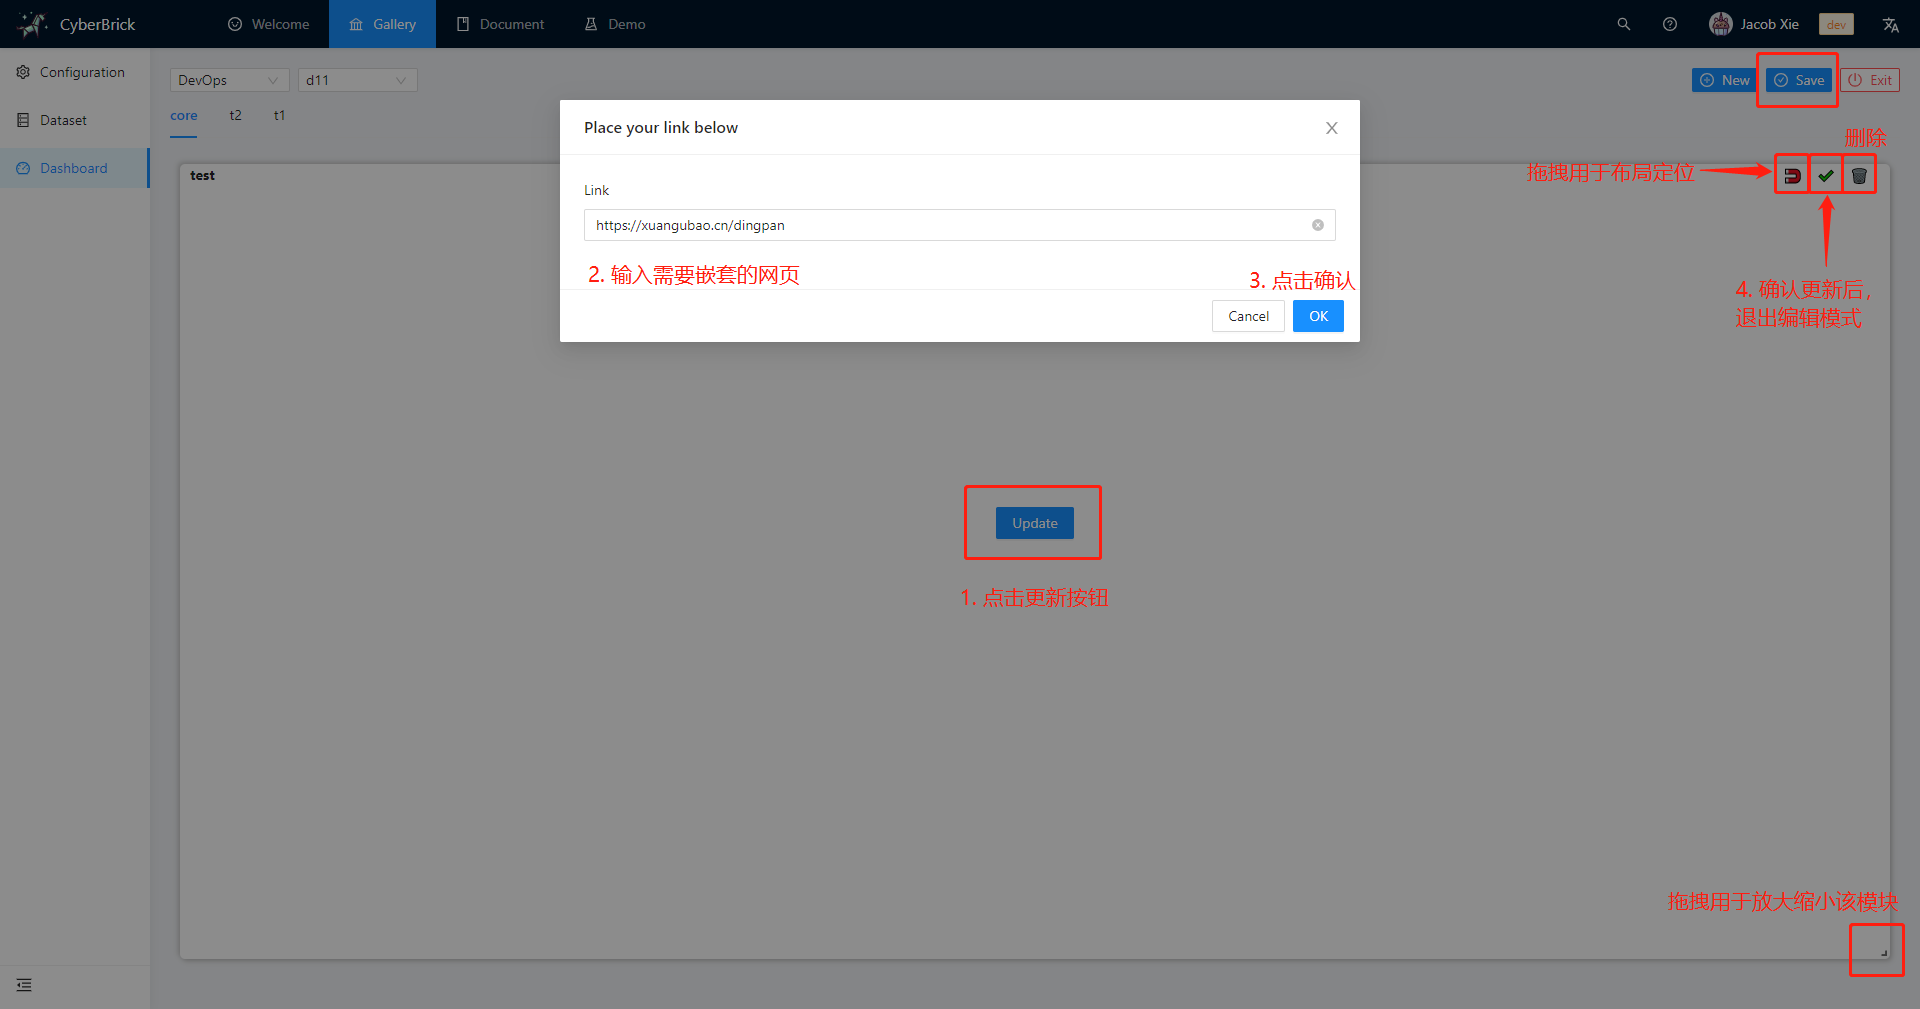 CyberBrick
Welcome
Gallery
Document
Demo
Jacob Xie
dev
Configuration
Dataset
Dashboard
DevOps
d11
New
Save
Exit
core
t2
t1
删除
test
拖拽用于布局定位
Place your link below
Link
https://xuangubao.cn/dingpan
2. 输入需要嵌套的网页
3. 点击确认
Cancel
OK
4. 确认更新后，
退出编辑模式
Update
1. 点击更新按钮
拖拽用于放大缩小该模块